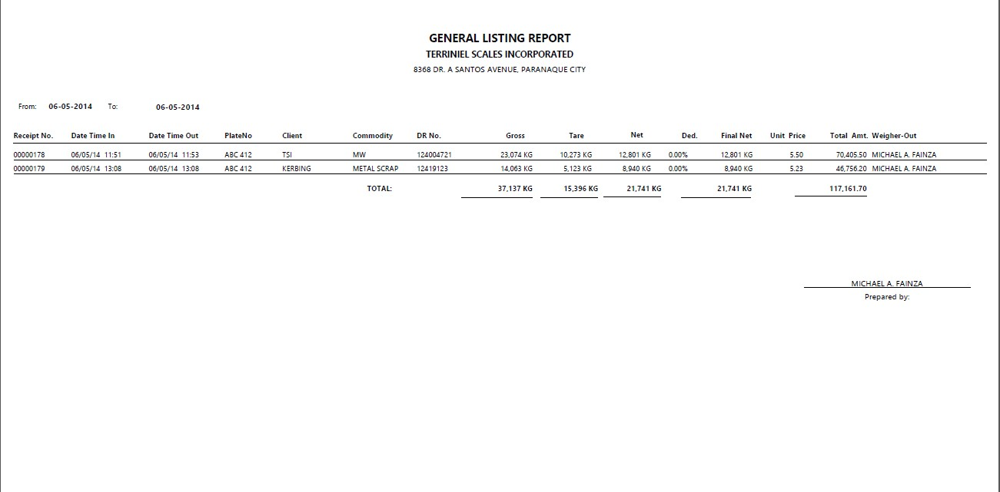 GENERAL LISTING REPORT
TERRINIEL SCALES INCORPORATED
8368 DR. A SANTOS AVENUE, PARANAQUE CITY
From: 06-05-2014 To: 06-05-2014
Receipt No. Date Time In Date Time Out PlateNo Client Commodity DR No. Gross Tare Net Ded. Final Net Unit Price Total Amt. Weigher-Out
00000178 06/05/14 11:51 06/05/14 11:53 ABC 412 TSI MW 124004721 23,074 KG 10,273 KG 12,801 KG 0.00% 12,801 KG 5.50 70,405.50 MICHAEL A. FAINZA
00000179 06/05/14 13:08 06/05/14 13:08 ABC 412 KERBING METAL SCRAP 12419123 14,063 KG 5,123 KG 8,940 KG 0.00% 8,940 KG 5.23 46,756.20 MICHAEL A. FAINZA
TOTAL: 37,137 KG 15,396 KG 21,741 KG 21,741 KG 117,161.70
MICHAEL A. FAINZA
Prepared by: